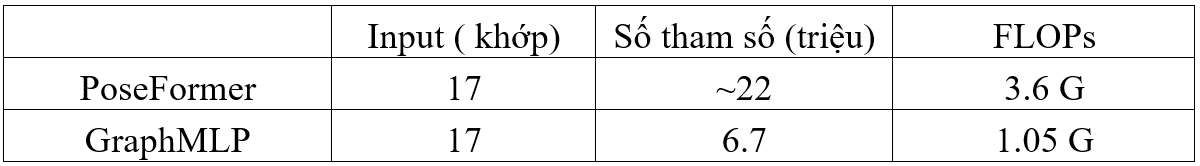 Input ( khớp) Số tham số (triệu) FLOPs
PoseFormer 17 ~22 3.6 G
GraphMLP 17 6.7 1.05 G